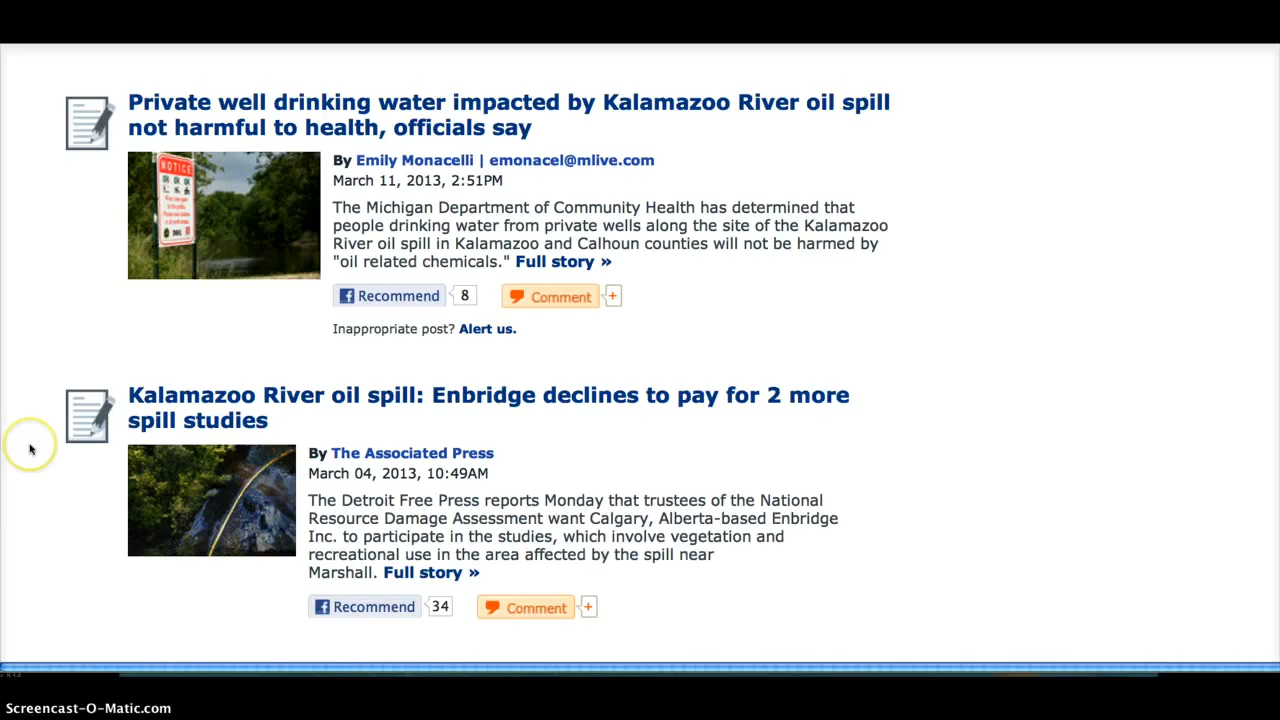 Private well drinking water impacted by Kalamazoo River oil spill
not harmful to health, officials say
NOTICE
By Emily Monacelli | emonacel@mlive.com
March 11, 2013, 2:51PM
The Michigan Department of Community Health has determined that
people drinking water from private wells along the site of the Kalamazoo
River oil spill in Kalamazoo and Calhoun counties will not be harmed by
"oil related chemicals." Full story »
Recommend 8 Comment +
Inappropriate post? Alert us.
Kalamazoo River oil spill: Enbridge declines to pay for 2 more
spill studies
By The Associated Press
March 04, 2013, 10:49AM
The Detroit Free Press reports Monday that trustees of the National
Resource Damage Assessment want Calgary, Alberta-based Enbridge
Inc. to participate in the studies, which involve vegetation and
recreational use in the area affected by the spill near
Marshall. Full story »
Recommend 34 Comment +
Screencast-O-Matic.com